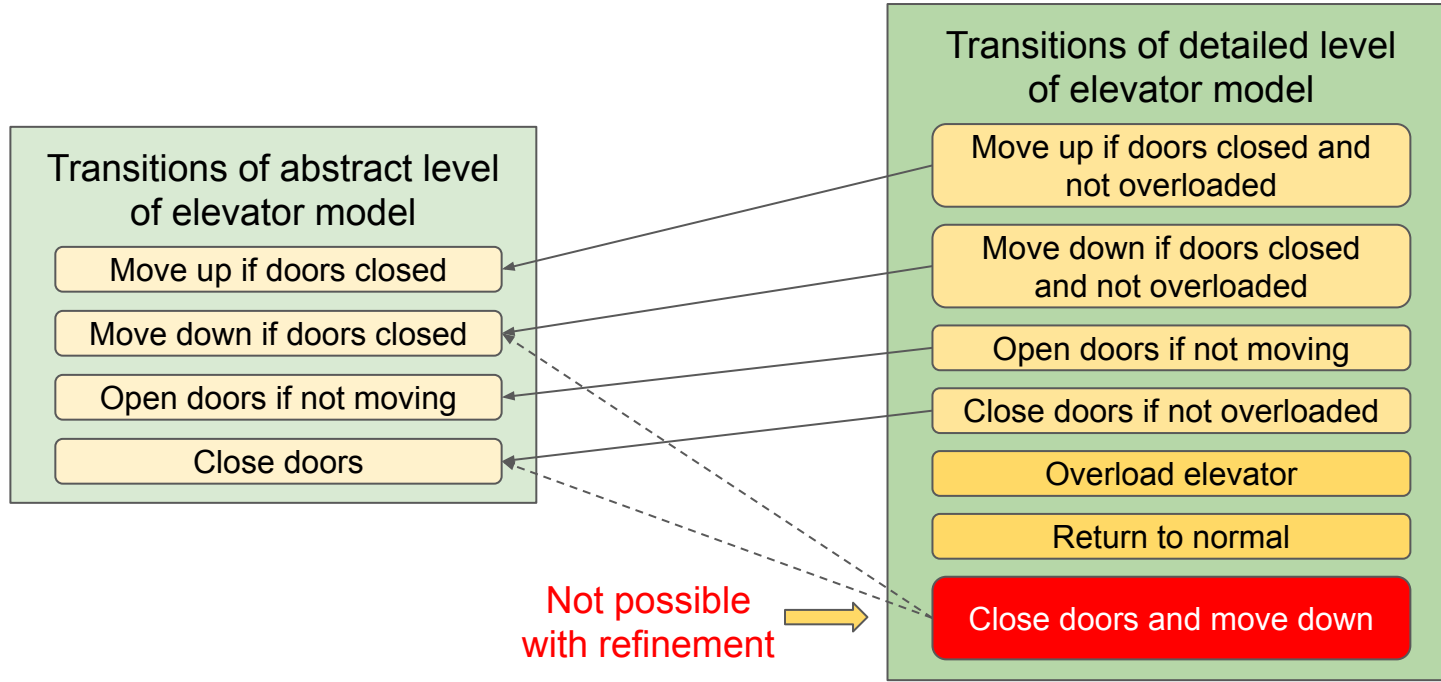 Transitions of abstract level
of elevator model
Move up if doors closed
Move down if doors closed
Open doors if not moving
Close doors
Transitions of detailed level
of elevator model
Move up if doors closed and
not overloaded
Move down if doors closed
and not overloaded
Open doors if not moving
Close doors if not overloaded
Overload elevator
Return to normal
Close doors and move down
Not possible
with refinement